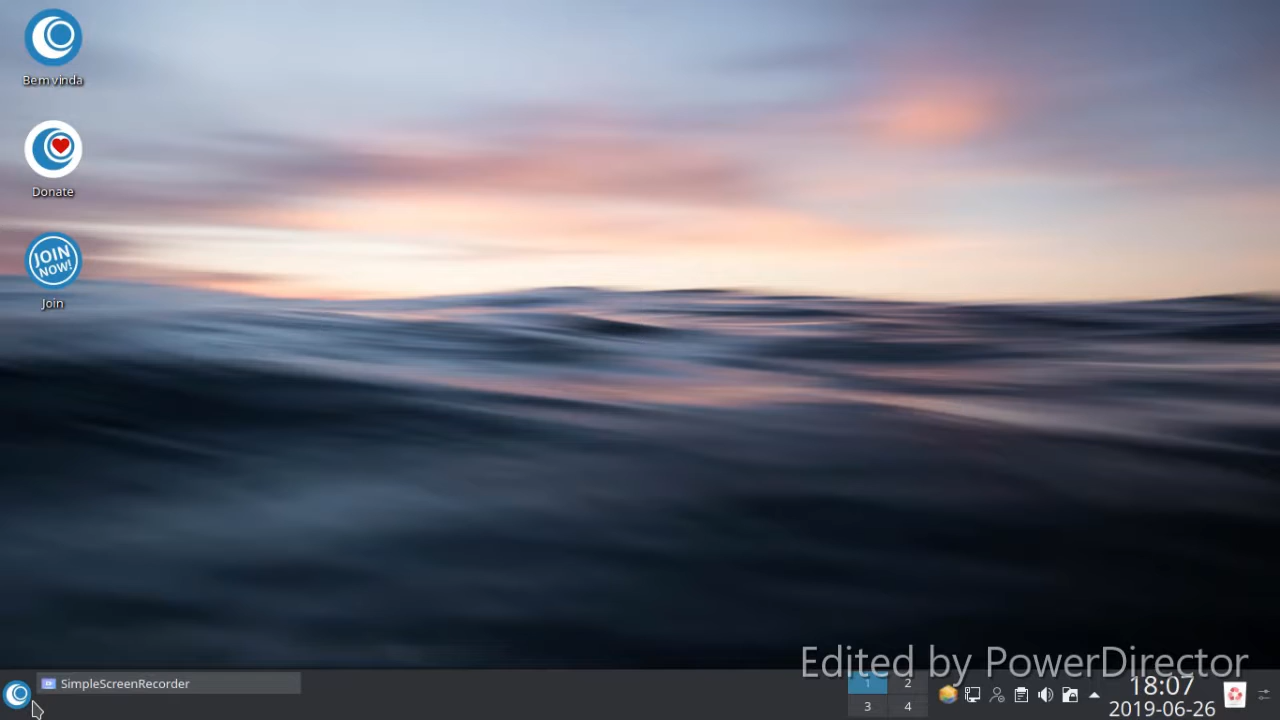 Bem vinda
Donate
JOIN
NOW!
Join
Edited by PowerDirector
SimpleScreenRecorder
1 2
3 4
18:07
2019-06-26